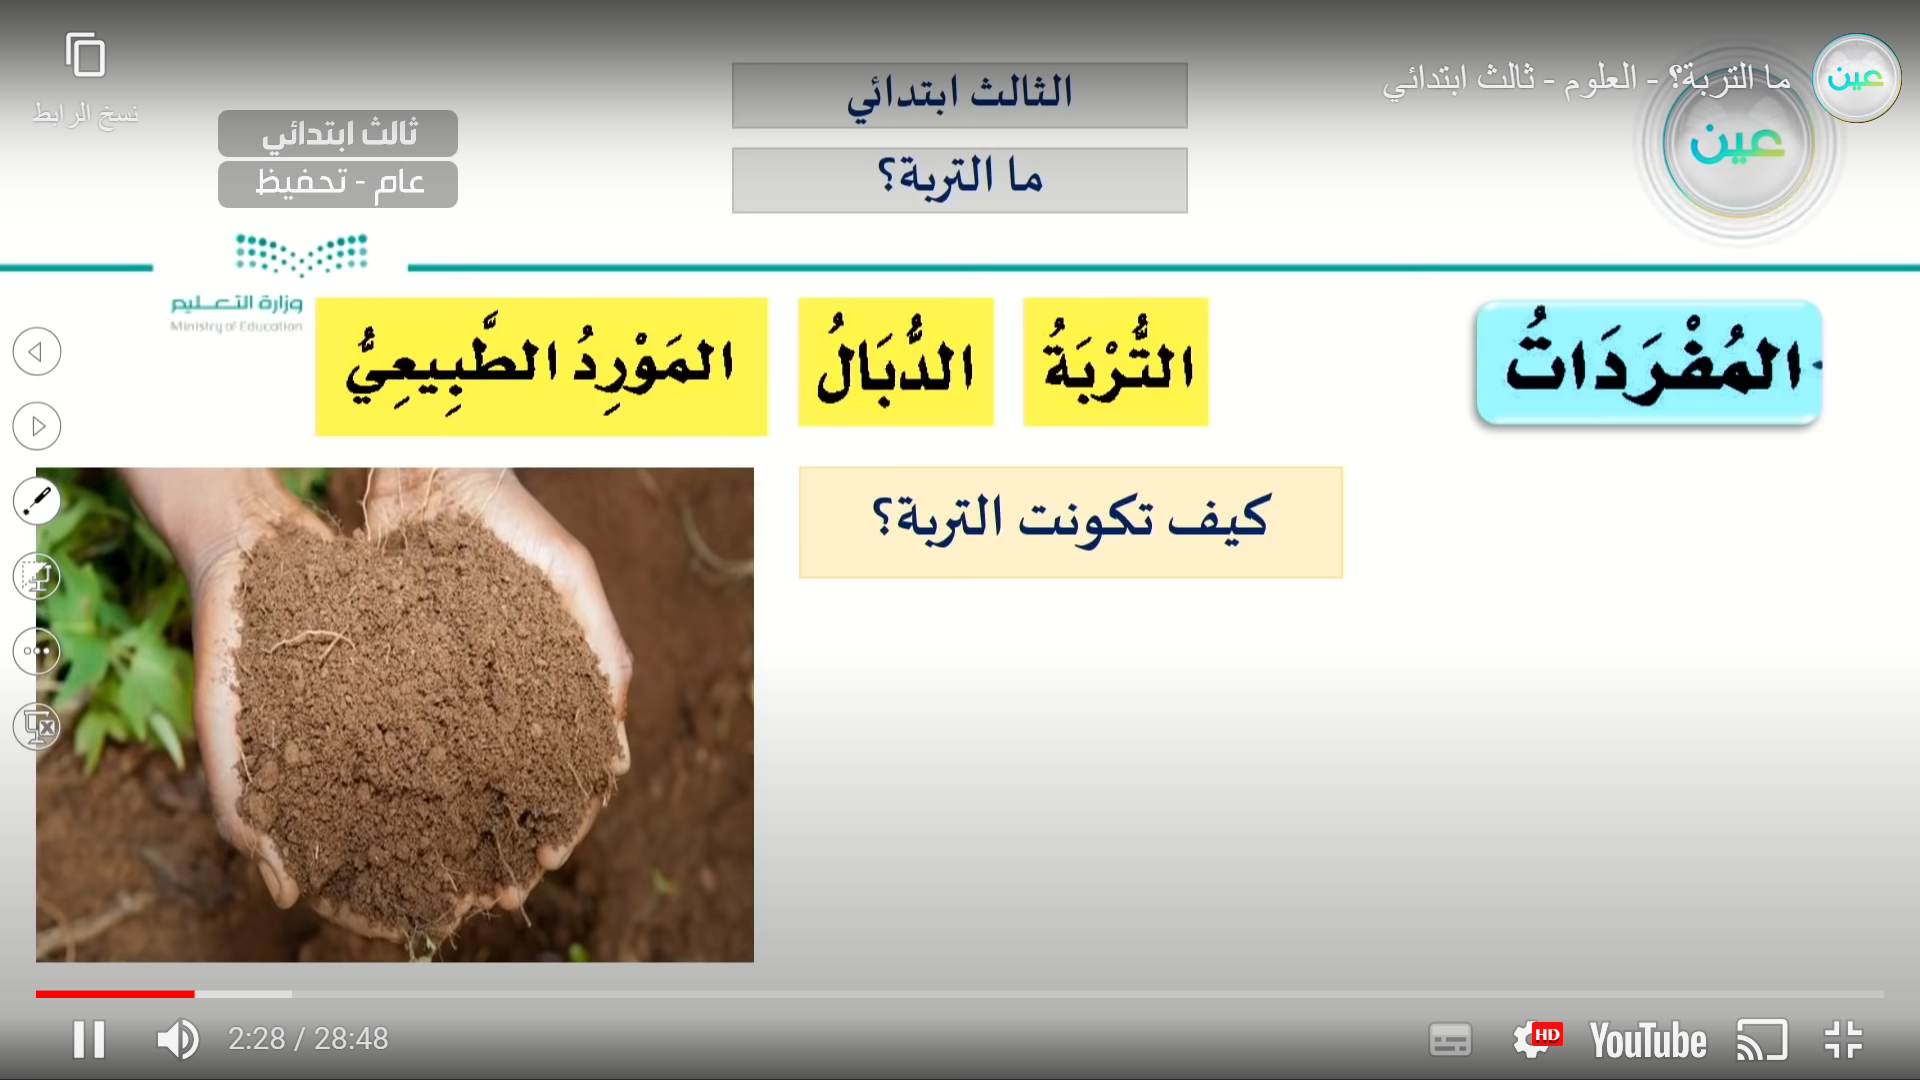 نسخ الرابط
ما التربة؟ - العلوم - ثالث ابتدائي
عين
الثالث ابتدائي
ما التربة؟
ثالث ابتدائي
عام - تحفيظ
عين
وزارة التعليم
Ministry of Education
المُفْرَدَاتُ
التُّرْبَةُ
الدُّبَالُ
المَوْرِدُ الطَّبِيعِيُّ
كيف تكونت التربة؟
2:28 / 28:48
HD
YouTube